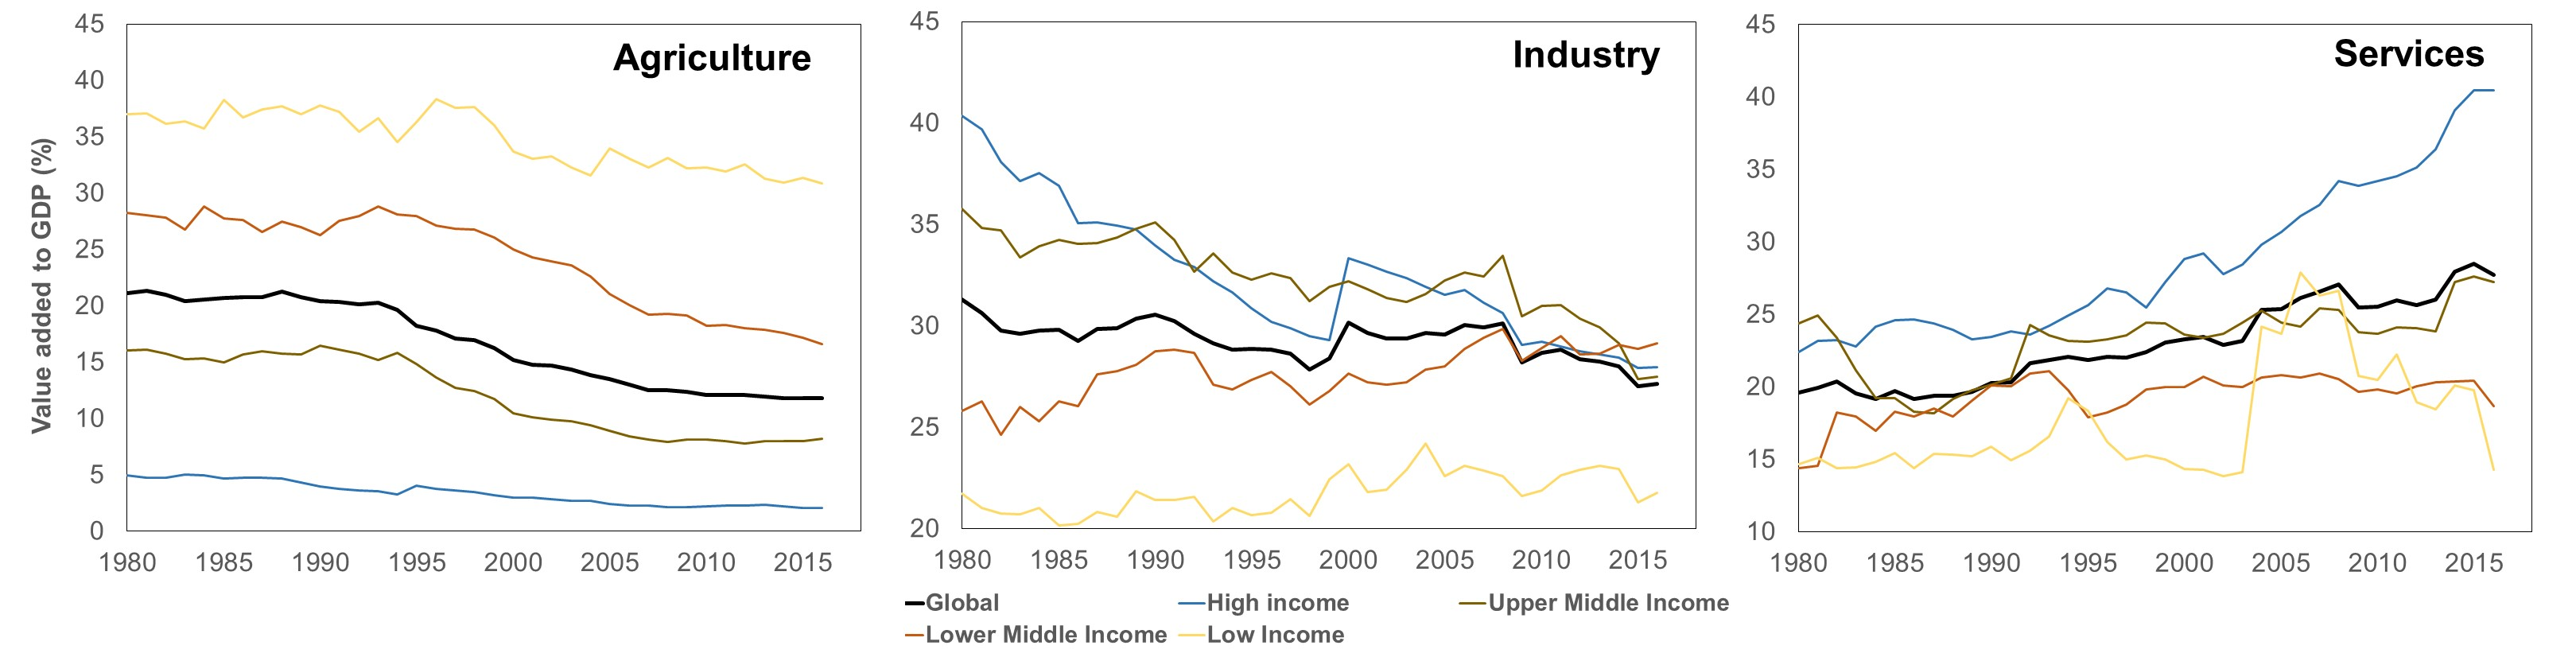 Agriculture
Value added to GDP (%)
45
40
35
30
25
20
15
10
5
0
1980 1985 1990 1995 2000 2005 2010 2015
Industry
45
40
35
30
25
20
1980 1985 1990 1995 2000 2005 2010 2015
Services
45
40
35
30
25
20
15
10
1980 1985 1990 1995 2000 2005 2010 2015
Global High income Upper Middle Income
Lower Middle Income Low Income